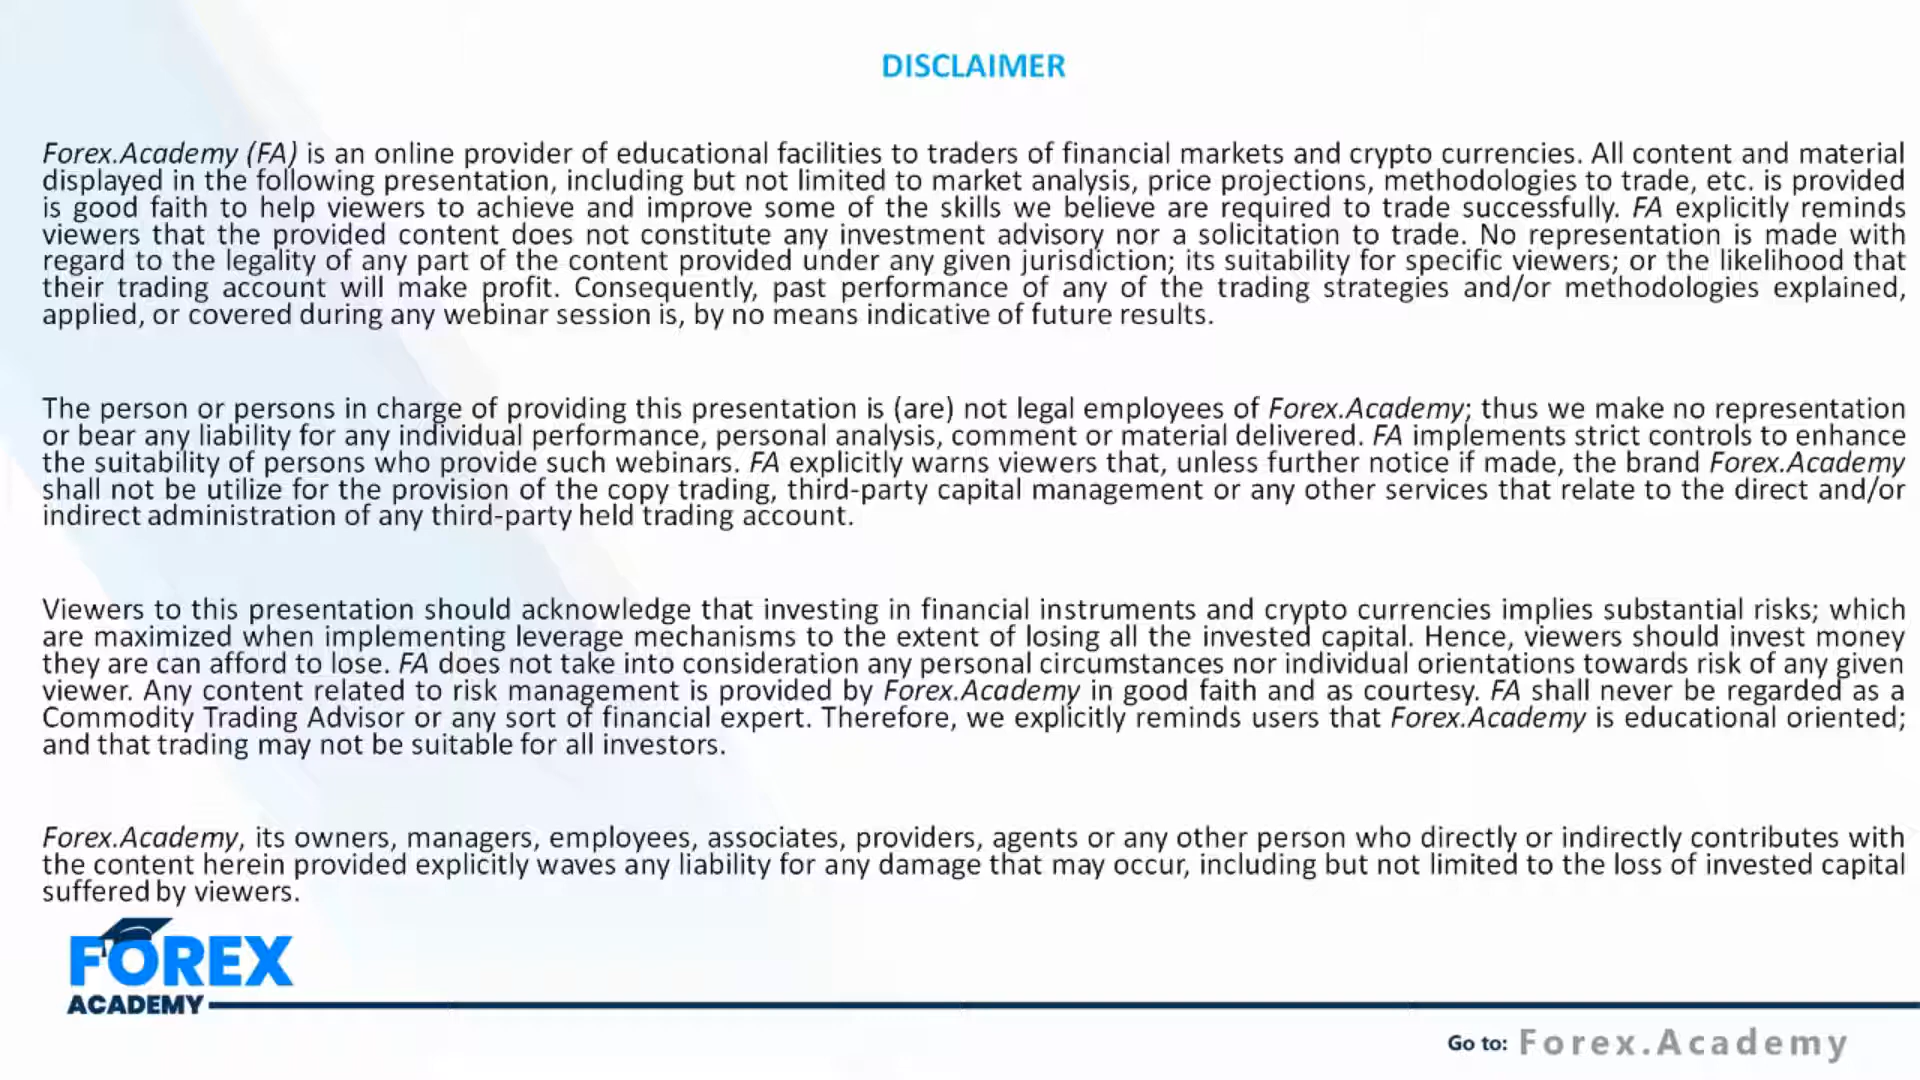 DISCLAIMER
Forex.Academy (FA) is an online provider of educational facilities to traders of financial markets and crypto currencies. All content and material
displayed in the following presentation, including but not limited to market analysis, price projections, methodologies to trade, etc. is provided
is good faith to help viewers to achieve and improve some of the skills we believe are required to trade successfully. FA explicitly reminds
viewers that the provided content does not constitute any investment advisory nor a solicitation to trade. No representation is made with
regard to the legality of any part of the content provided under any given jurisdiction; its suitability for specific viewers; or the likelihood that
their trading account will make profit. Consequently, past performance of any of the trading strategies and/or methodologies explained,
applied, or covered during any webinar session is, by no means indicative of future results.
The person or persons in charge of providing this presentation is (are) not legal employees of Forex.Academy; thus we make no representation
or bear any liability for any individual performance, personal analysis, comment or material delivered. FA implements strict controls to enhance
the suitability of persons who provide such webinars. FA explicitly warns viewers that, unless further notice if made, the brand Forex.Academy
shall not be utilize for the provision of the copy trading, third-party capital management or any other services that relate to the direct and/or
indirect administration of any third-party held trading account.
Viewers to this presentation should acknowledge that investing in financial instruments and crypto currencies implies substantial risks; which
are maximized when implementing leverage mechanisms to the extent of losing all the invested capital. Hence, viewers should invest money
they are can afford to lose. FA does not take into consideration any personal circumstances nor individual orientations towards risk of any given
viewer. Any content related to risk management is provided by Forex.Academy in good faith and as courtesy. FA shall never be regarded as a
Commodity Trading Advisor or any sort of financial expert. Therefore, we explicitly reminds users that Forex.Academy is educational oriented;
and that trading may not be suitable for all investors.
Forex.Academy, its owners, managers, employees, associates, providers, agents or any other person who directly or indirectly contributes with
the content herein provided explicitly waves any liability for any damage that may occur, including but not limited to the loss of invested capital
suffered by viewers.
FOREX
ACADEMY
Go to: Forex.Academy